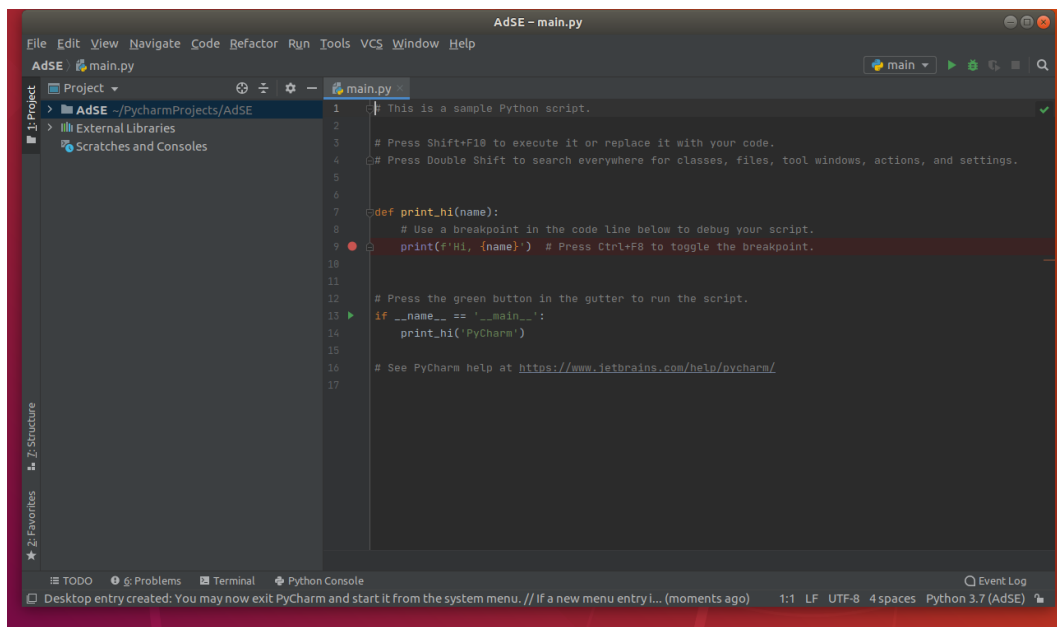 AdSE – main.py
File Edit View Navigate Code Refactor Run Tools VCS Window Help
AdSE main.py
main
1: Project
Project
AdSE ~/PycharmProjects/AdSE
External Libraries
Scratches and Consoles
7: Structure
2: Favorites
main.py
1 # This is a sample Python script.
2
3 # Press Shift+F10 to execute it or replace it with your code.
4 # Press Double Shift to search everywhere for classes, files, tool windows, actions, and settings.
5
6
7 def print_hi(name):
8 # Use a breakpoint in the code line below to debug your script.
9 print(f'Hi, {name}') # Press Ctrl+F8 to toggle the breakpoint.
10
11
12 # Press the green button in the gutter to run the script.
13 if __name__ == '__main__':
14 print_hi('PyCharm')
15
16 # See PyCharm help at https://www.jetbrains.com/help/pycharm/
17
TODO 6: Problems Terminal Python Console Event Log
Desktop entry created: You may now exit PyCharm and start it from the system menu. // If a new menu entry i... (moments ago) 1:1 LF UTF-8 4 spaces Python 3.7 (AdSE)